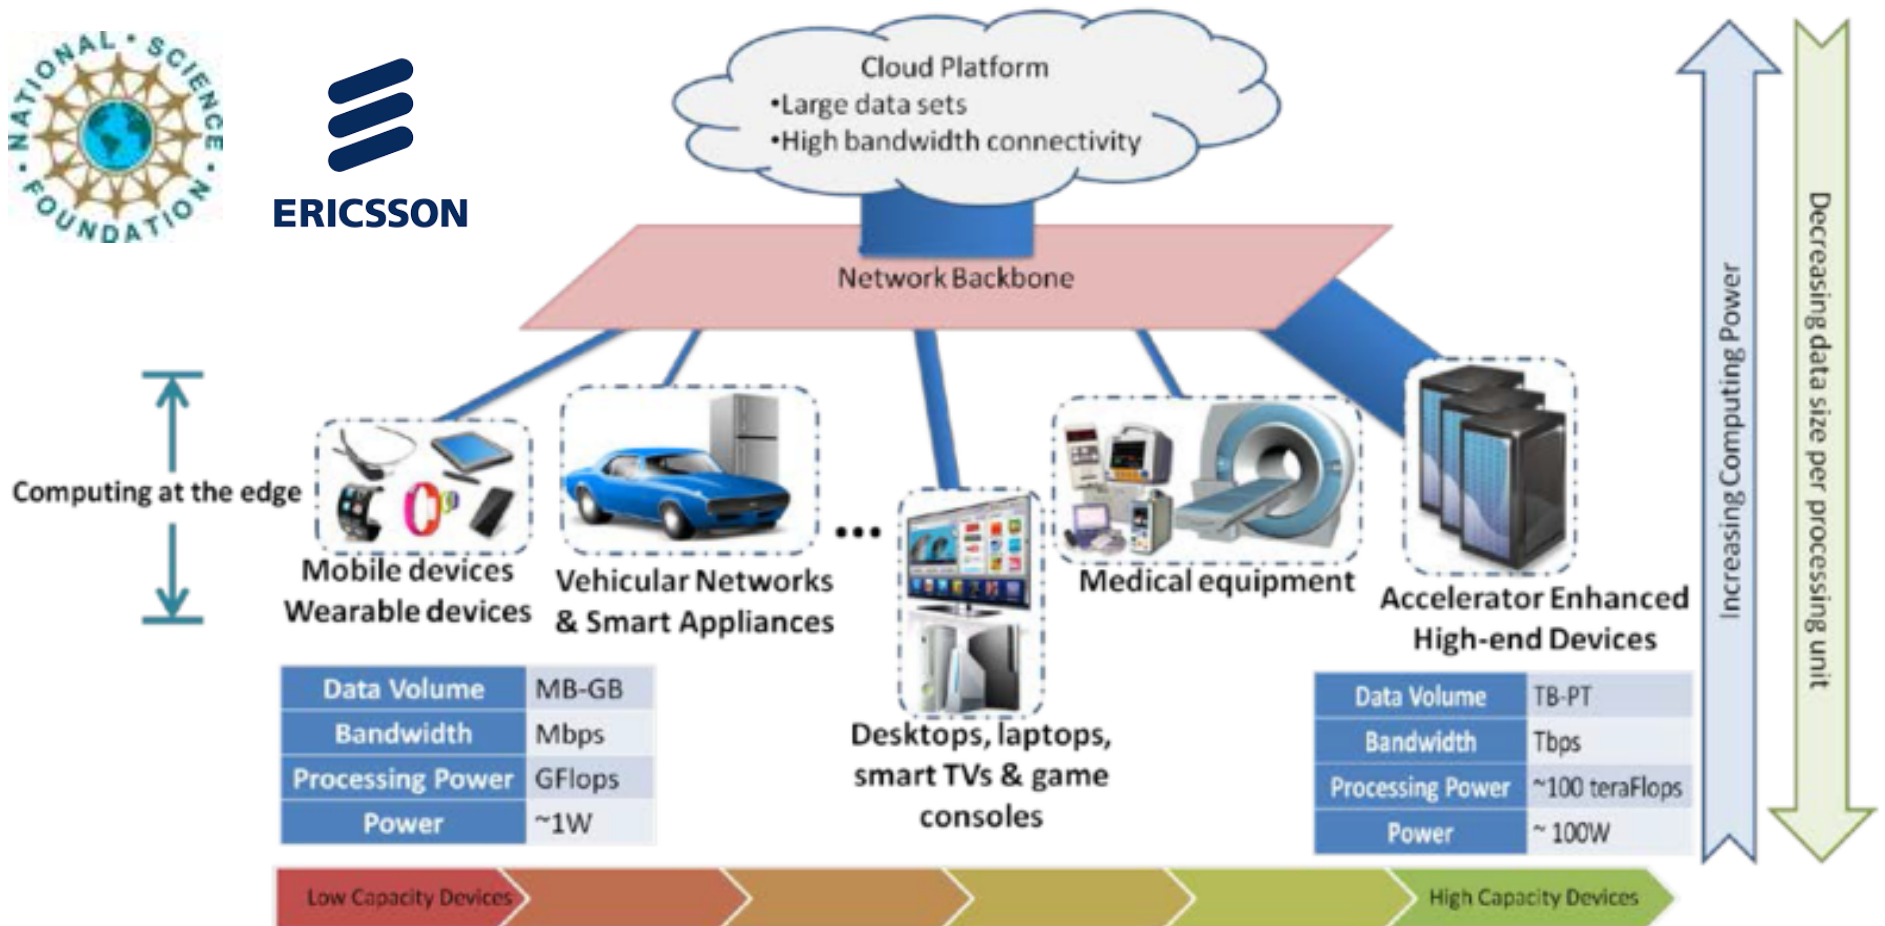 NATIONAL • SCIENCE • FOUNDATION •
ERICSSON
Cloud Platform
•Large data sets
•High bandwidth connectivity
Network Backbone
Computing at the edge
Mobile devices
Wearable devices
Vehicular Networks
& Smart Appliances
...
Desktops, laptops,
smart TVs & game
consoles
Medical equipment
Accelerator Enhanced
High-end Devices
Data Volume MB-GB
Bandwidth Mbps
Processing Power GFlops
Power ~1W
Data Volume TB-PT
Bandwidth Tbps
Processing Power ~100 teraFlops
Power ~ 100W
Low Capacity Devices
High Capacity Devices
Increasing Computing Power
Decreasing data size per processing unit